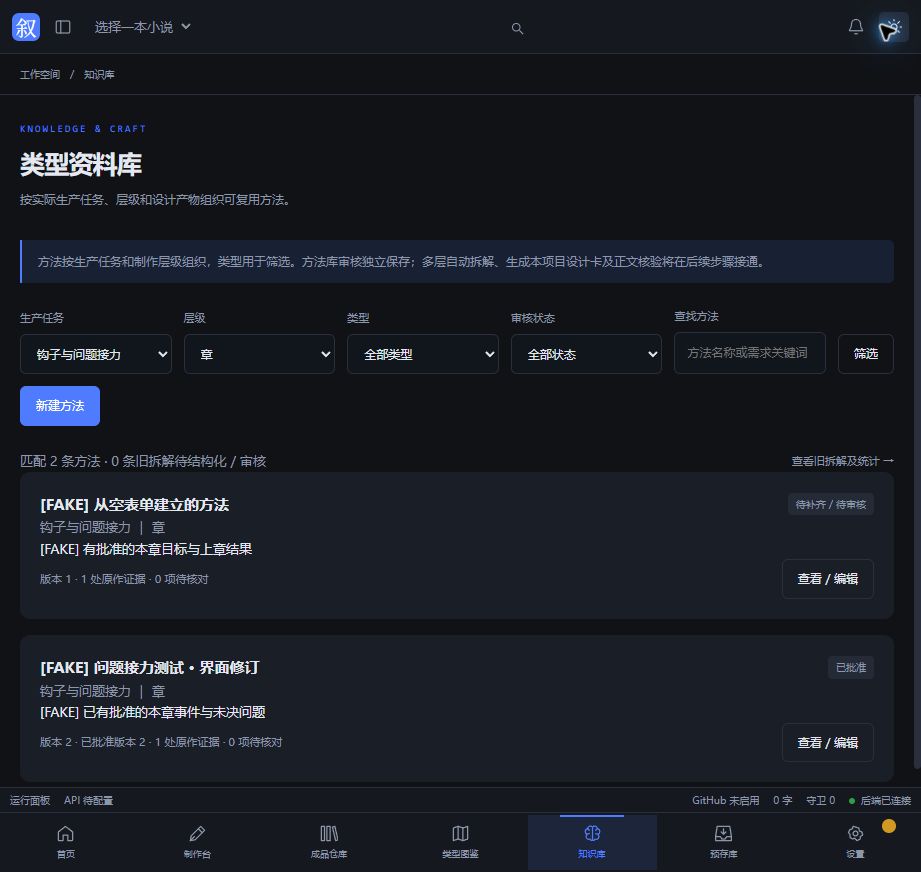 叙 选择一本小说
工作空间 / 知识库
KNOWLEDGE & CRAFT
类型资料库
按实际生产任务、层级和设计产物组织可复用方法。
方法按生产任务和制作层级组织，类型用于筛选。方法库审核独立保存；多层自动拆解、生成本项目设计卡及正文核验将在后续步骤接通。
生产任务 层级 类型 审核状态 查找方法
钩子与问题接力 章 全部类型 全部状态 方法名称或需求关键词 筛选
新建方法
匹配 2 条方法 · 0 条旧拆解待结构化 / 审核 查看旧拆解及统计 →
[FAKE] 从空表单建立的方法 待补齐 / 待审核
钩子与问题接力 | 章
[FAKE] 有批准的本章目标与上章结果
版本 1 · 1 处原作证据 · 0 项待核对 查看 / 编辑
[FAKE] 问题接力测试・界面修订 已批准
钩子与问题接力 | 章
[FAKE] 已有批准的本章事件与未决问题
版本 2 · 已批准版本 2 · 1 处原作证据 · 0 项待核对 查看 / 编辑
运行面板 API 待配置 GitHub 未启用 0 字 守卫 0 ● 后端已连接
首页 制作台 成品仓库 类型图鉴 知识库 预存库 设置